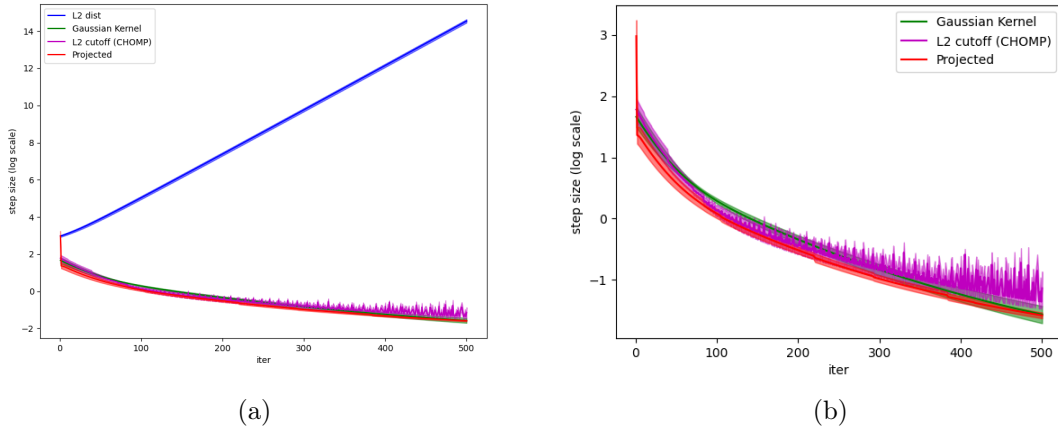 L2 dist
Gaussian Kernel
L2 cutoff (CHOMP)
Projected
14
12
10
8
6
4
2
0
−2
step size (log scale)
0 100 200 300 400 500
iter
(a)
Gaussian Kernel
L2 cutoff (CHOMP)
Projected
3
2
1
0
−1
step size (log scale)
0 100 200 300 400 500
iter
(b)